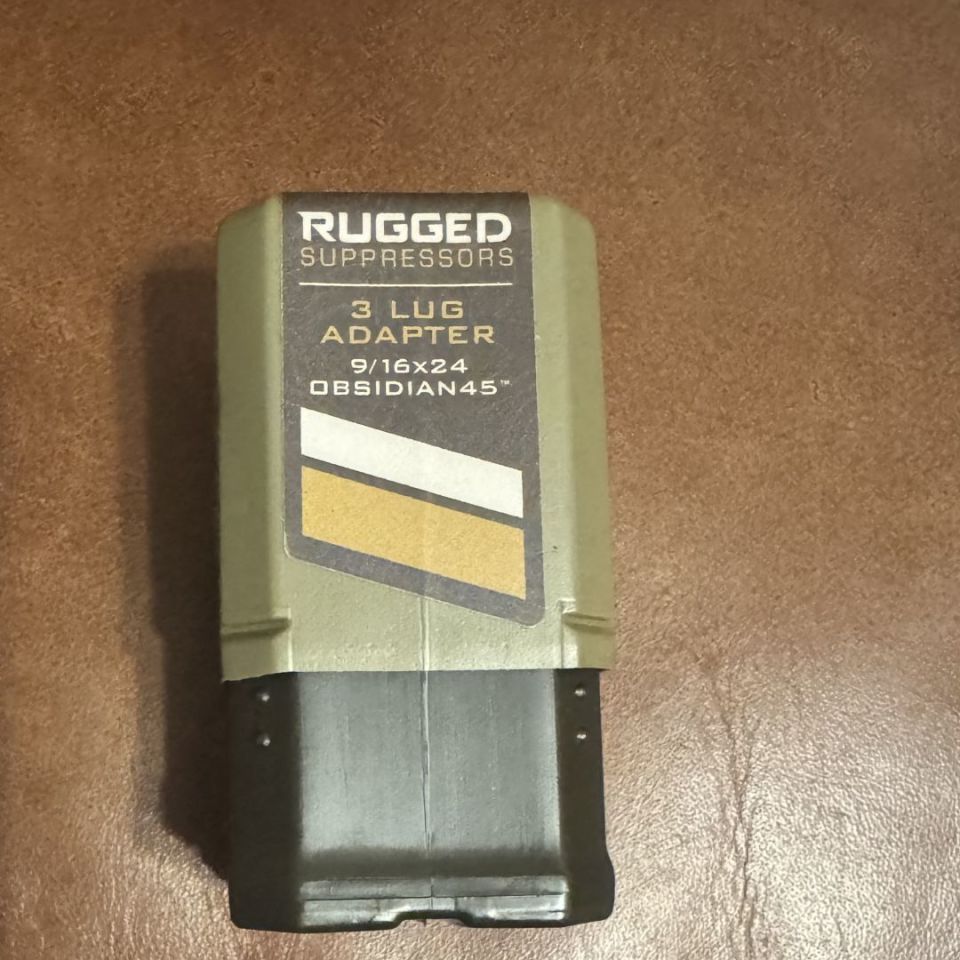 RUGGED
SUPPRESSORS
3 LUG
ADAPTER
9/16x24
OBSIDIAN45™